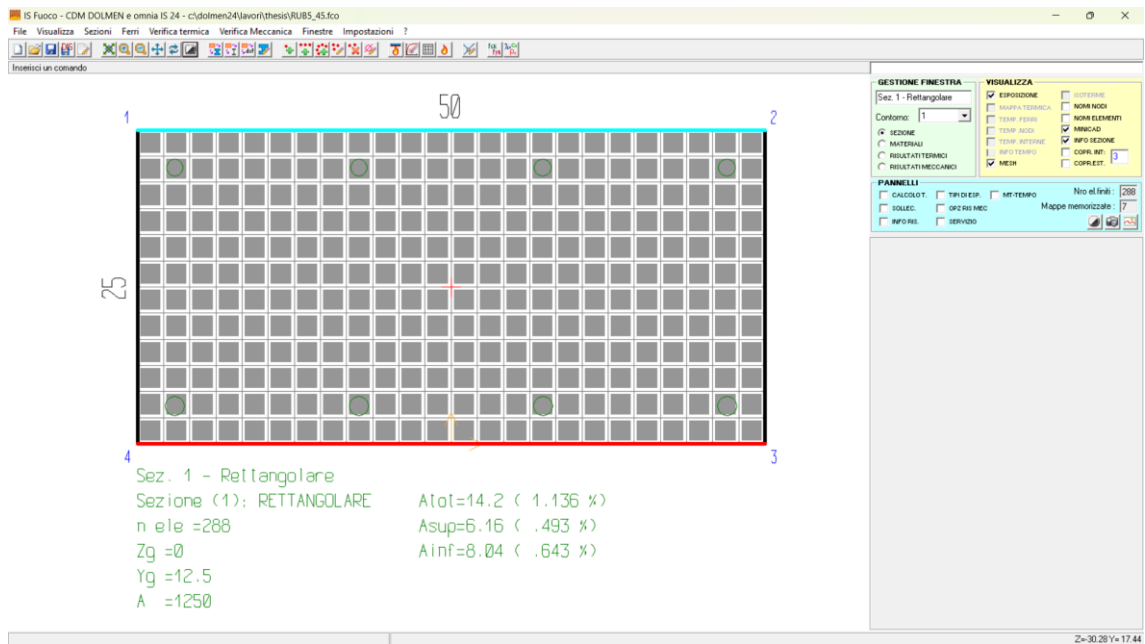 IS Fuoco - CDM DOLMEN e omnia IS 24 - c:\dolmen24\lavori\thesis\RUB5_45.fco
File Visualizza Sezioni Ferri Verifica termica Verifica Meccanica Finestre Impostazioni ?
Inserisci un comando
GESTIONE FINESTRA
Sez. 1 - Rettangolare
Contorno: 1
SEZIONE
MATERIALI
RISULTATI TERMICI
RISULTATI MECCANICI
VISUALIZZA
ESPOSIZIONE
MAPPA TERMICA
TEMP. FERRI
TEMP. NODI
TEMP. INTERNE
INFO TEMPO
MESH
ISOTERME
NOMI NODI
NOMI ELEMENTI
MINICAD
INFO SEZIONE
COPR. INT: 3
COPR.EST.
PANNELLI
CALCOLO T. TIPI DI ESP. MT-TEMPO Nro el.finiti : 288
SOLLEC. OPZ RIS MEC Mappe memorizzate : 7
INFO RIS. SERVIZIO
1 50 2
25
4 3
Sez. 1 - Rettangolare
Sezione (1): RETTANGOLARE Atot=14.2 ( 1.136 %)
n ele =288 Asup=6.16 ( .493 %)
Zg =0 Ainf=8.04 ( .643 %)
Yg =12.5
A =1250
Z=-30.28 Y= 17.44